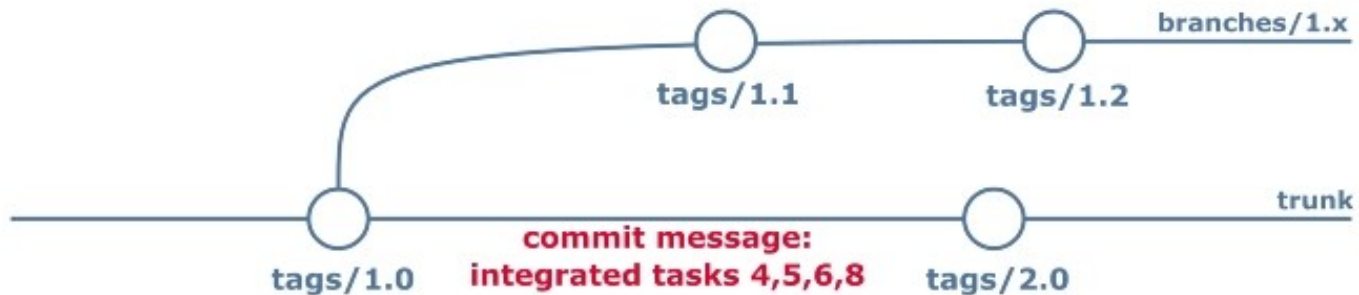 branches/1.x
tags/1.1
tags/1.2
trunk
commit message:
integrated tasks 4,5,6,8
tags/1.0
tags/2.0